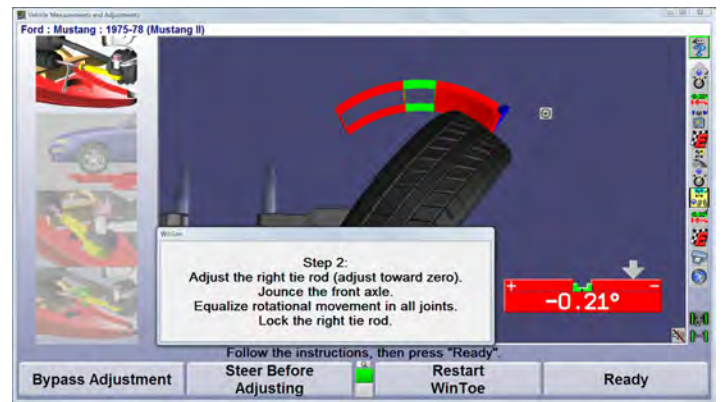 Vehicle Measurements and Adjustments
Ford : Mustang : 1975-78 (Mustang II)
WinToe
Step 2:
Adjust the right tie rod (adjust toward zero).
Jounce the front axle.
Equalize rotational movement in all joints.
Lock the right tie rod.
+ -
-0.21°
Follow the instructions, then press "Ready".
Bypass Adjustment
Steer Before
Adjusting
Restart
WinToe
Ready